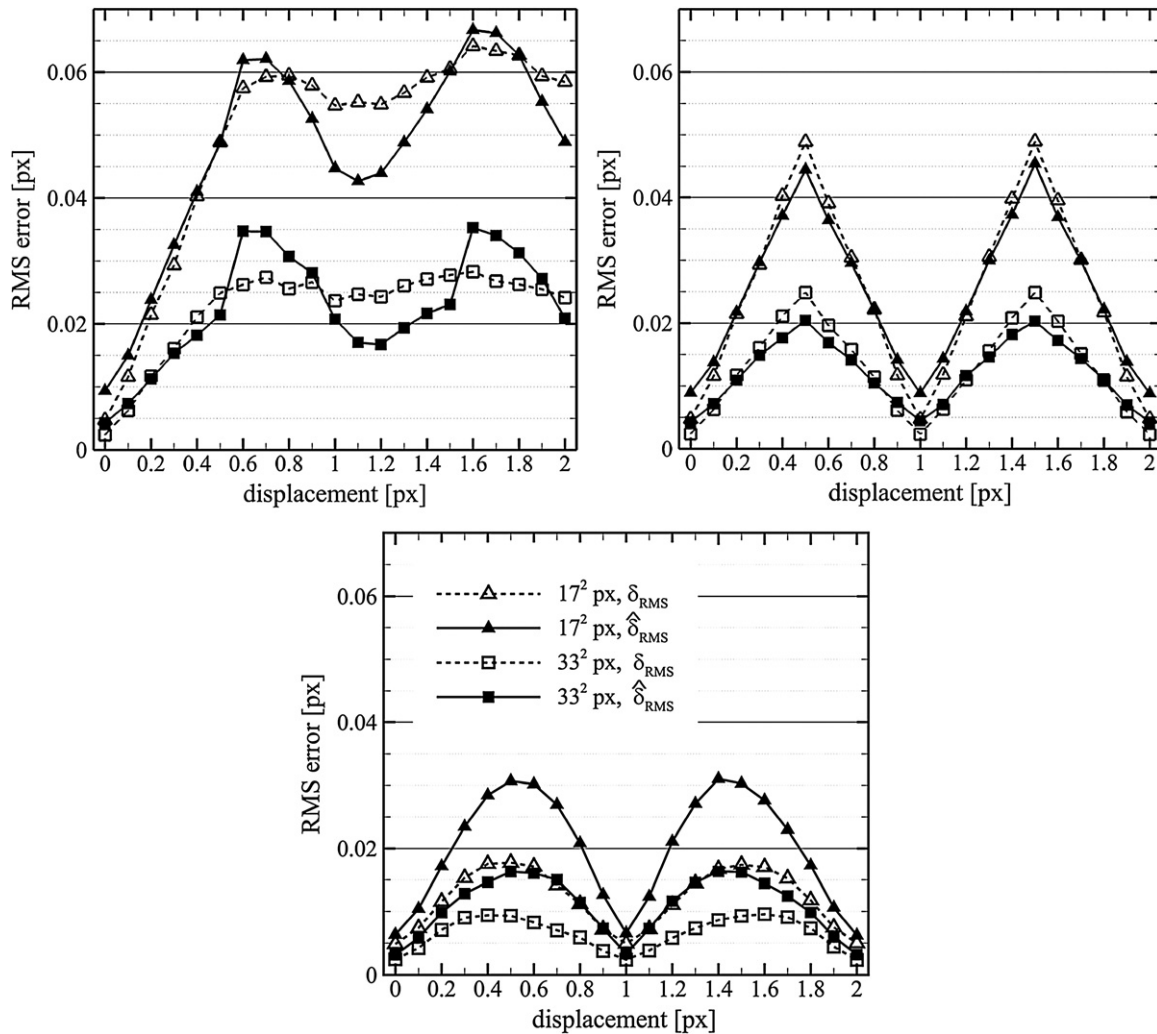 RMS error [px]
0.06
0.04
0.02
0
0 0.2 0.4 0.6 0.8 1 1.2 1.4 1.6 1.8 2
displacement [px]
RMS error [px]
0.06
0.04
0.02
0
0 0.2 0.4 0.6 0.8 1 1.2 1.4 1.6 1.8 2
displacement [px]
RMS error [px]
0.06
0.04
0.02
0
0 0.2 0.4 0.6 0.8 1 1.2 1.4 1.6 1.8 2
displacement [px]
17² px, δ_RMS
17² px, δ̂_RMS
33² px, δ_RMS
33² px, δ̂_RMS